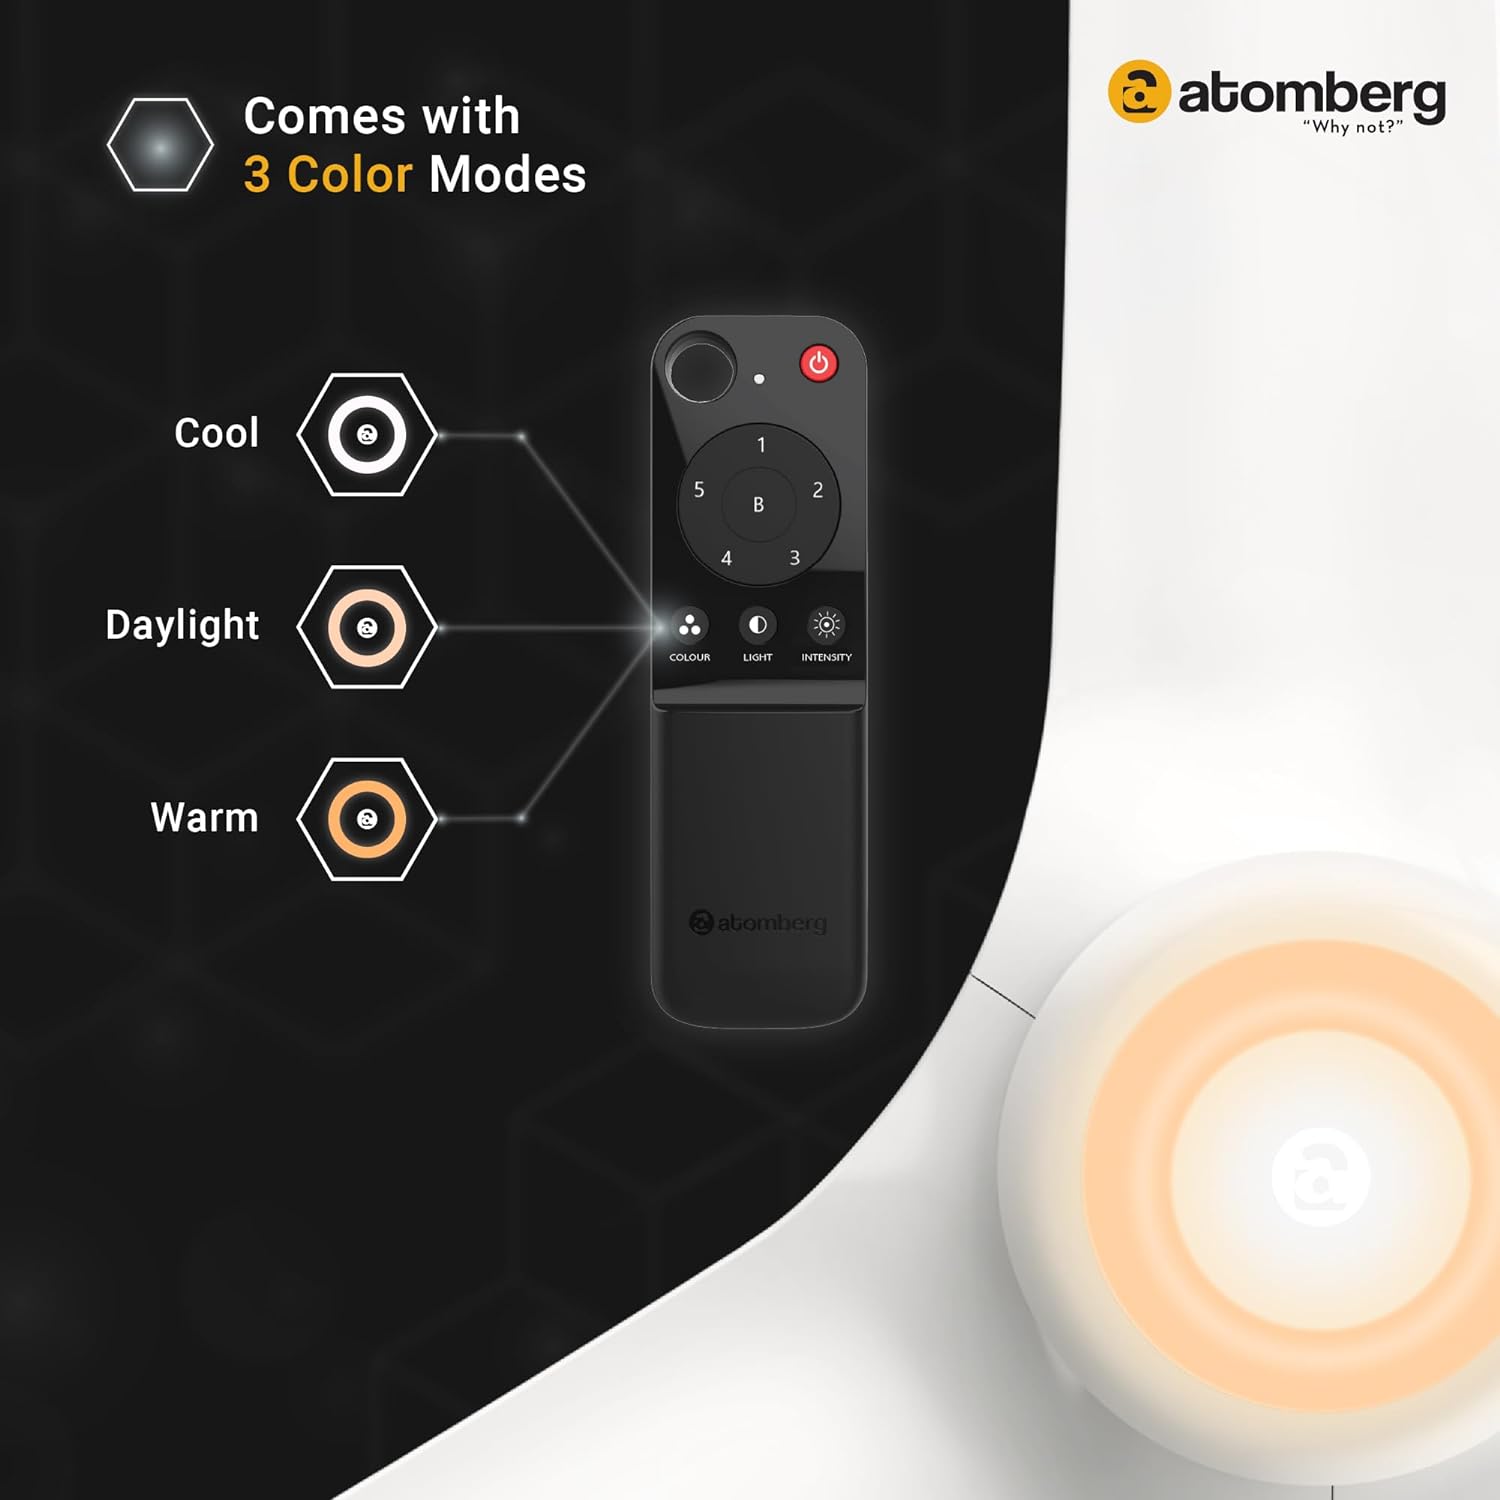 Comes with
3 Color Modes
atomberg
“Why not?”
Cool
Daylight
Warm
1
5
2
B
4
3
COLOUR LIGHT INTENSITY
atomberg